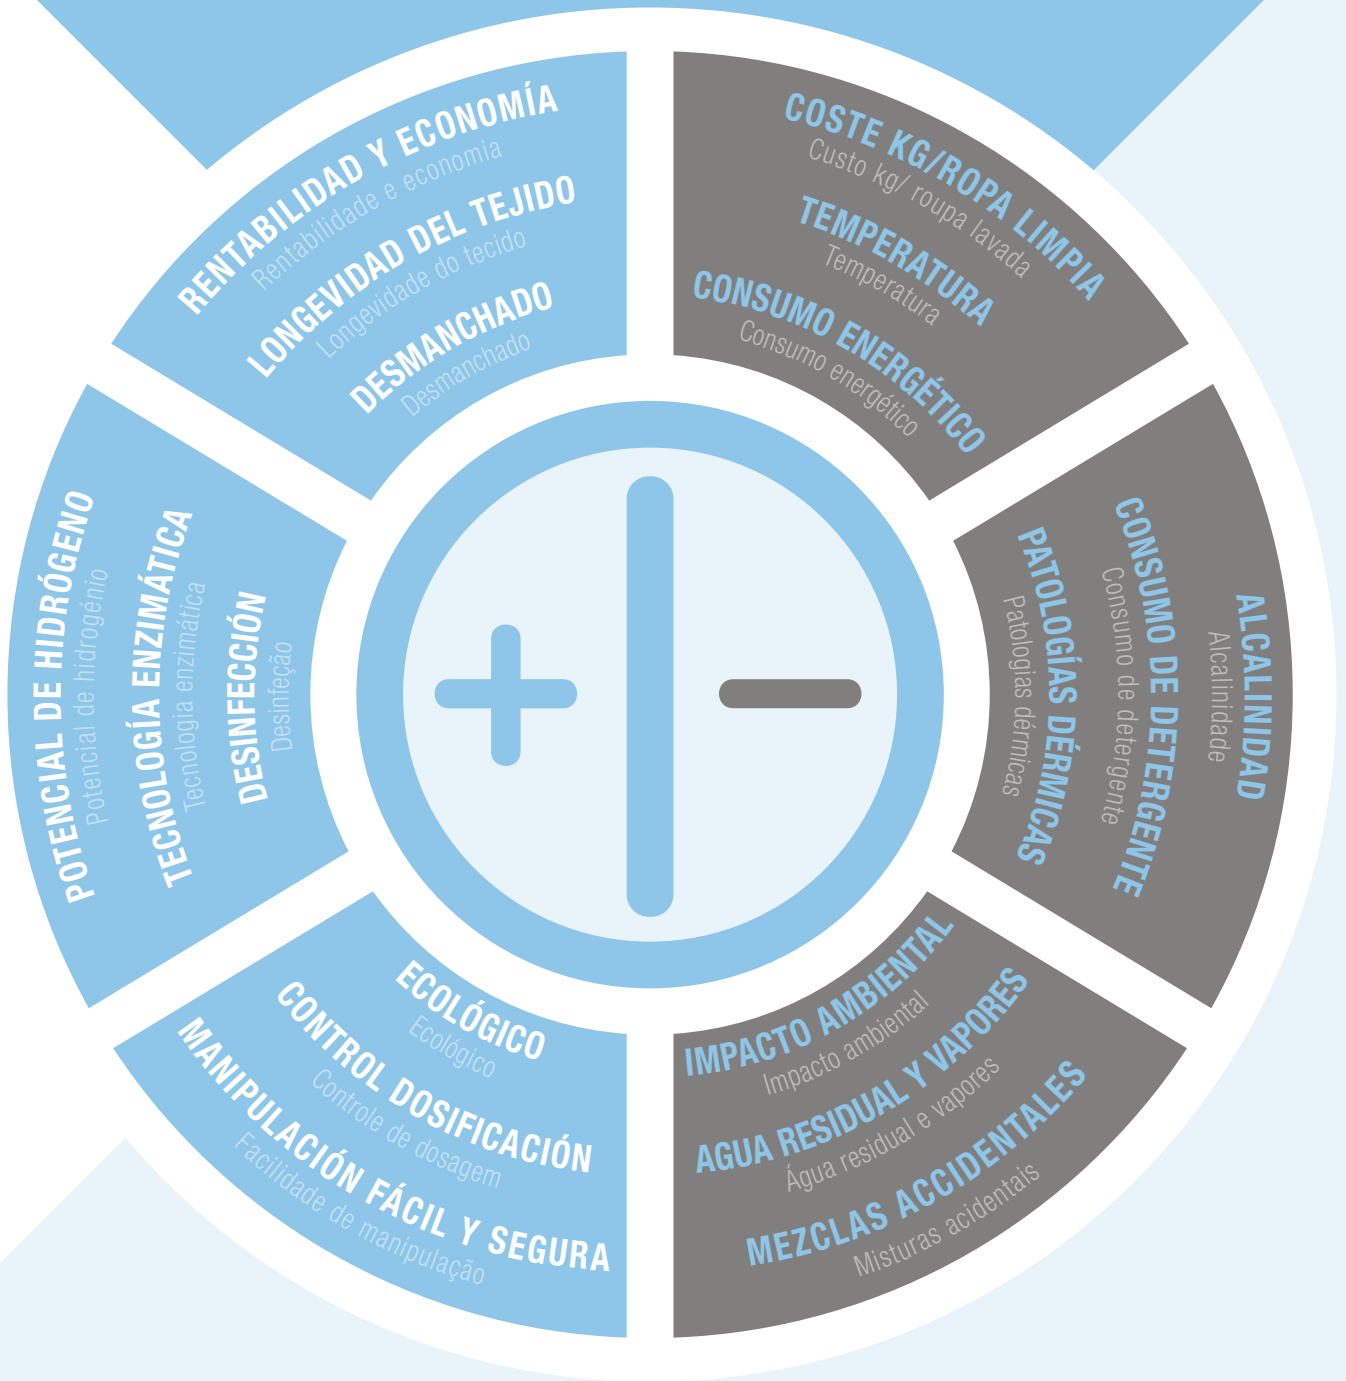 RENTABILIDAD Y ECONOMÍA
Rentabilidade e economia
LONGEVIDAD DEL TEJIDO
Longevidade do tecido
DESMANCHADO
Desmanchado
COSTE KG/ROPA LIMPIA
Custo kg/ roupa lavada
TEMPERATURA
Temperatura
CONSUMO ENERGÉTICO
Consumo energético
POTENCIAL DE HIDRÓGENO
Potencial de hidrogénio
TECNOLOGÍA ENZIMÁTICA
Tecnologia enzimática
DESINFECCIÓN
Desinfeção
ALCALINIDAD
Alcalinidade
CONSUMO DE DETERGENTE
Consumo de detergente
PATOLOGÍAS DÉRMICAS
Patologias dérmicas
ECOLÓGICO
Ecológico
CONTROL DOSIFICACIÓN
Controle de dosagem
MANIPULACIÓN FÁCIL Y SEGURA
Facilidade de manipulação
IMPACTO AMBIENTAL
Impacto ambiental
AGUA RESIDUAL Y VAPORES
Água residual e vapores
MEZCLAS ACCIDENTALES
Misturas acidentais